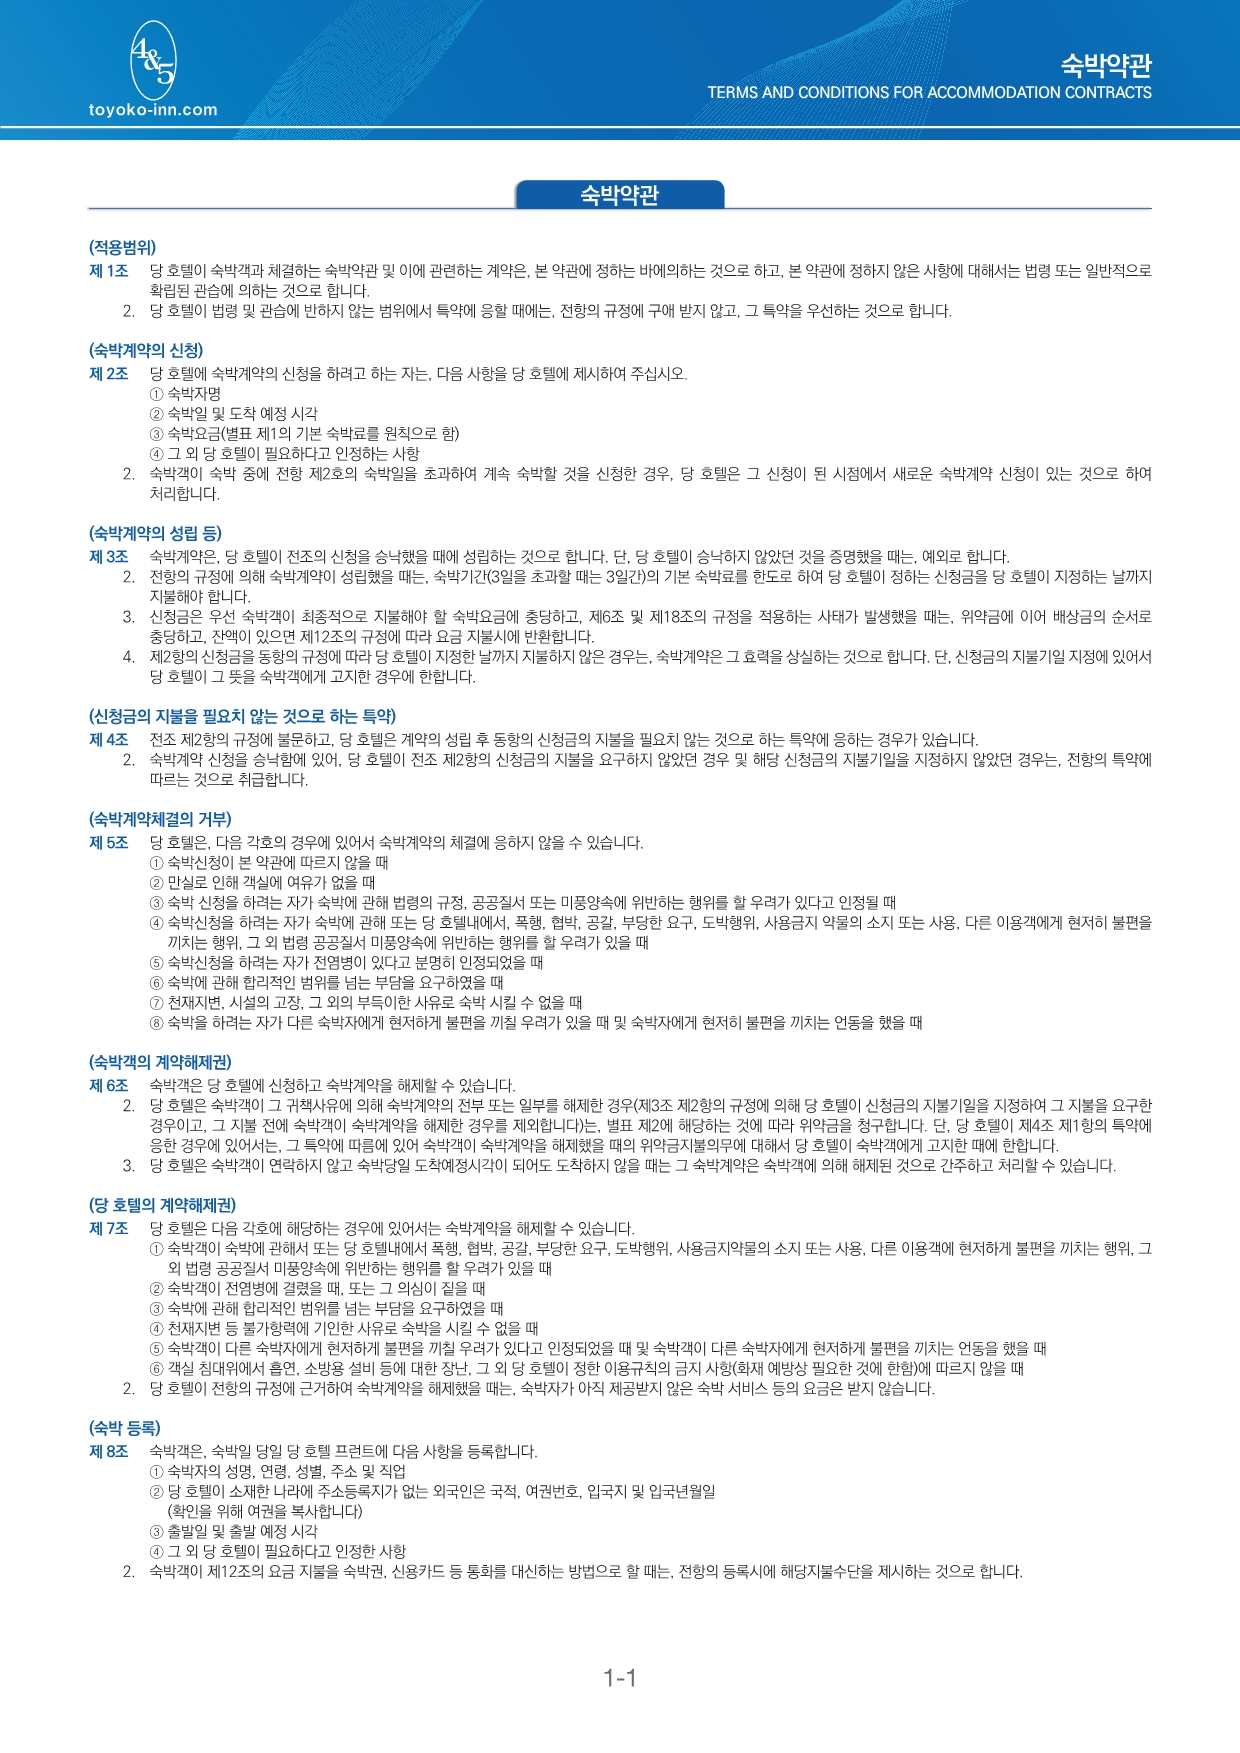 4&5
toyoko-inn.com
숙박약관
TERMS AND CONDITIONS FOR ACCOMMODATION CONTRACTS
숙박약관
(적용범위)
제 1조 당 호텔이 숙박객과 체결하는 숙박약관 및 이에 관련하는 계약은, 본 약관에 정하는 바에의하는 것으로 하고, 본 약관에 정하지 않은 사항에 대해서는 법령 또는 일반적으로
확립된 관습에 의하는 것으로 합니다.
2. 당 호텔이 법령 및 관습에 반하지 않는 범위에서 특약에 응할 때에는, 전항의 규정에 구애 받지 않고, 그 특약을 우선하는 것으로 합니다.
(숙박계약의 신청)
제 2조 당 호텔에 숙박계약의 신청을 하려고 하는 자는, 다음 사항을 당 호텔에 제시하여 주십시오.
① 숙박자명
② 숙박일 및 도착 예정 시각
③ 숙박요금(별표 제1의 기본 숙박료를 원칙으로 함)
④ 그 외 당 호텔이 필요하다고 인정하는 사항
2. 숙박객이 숙박 중에 전항 제2호의 숙박일을 초과하여 계속 숙박할 것을 신청한 경우, 당 호텔은 그 신청이 된 시점에서 새로운 숙박계약 신청이 있는 것으로 하여
처리합니다.
(숙박계약의 성립 등)
제 3조 숙박계약은, 당 호텔이 전조의 신청을 승낙했을 때에 성립하는 것으로 합니다. 단, 당 호텔이 승낙하지 않았던 것을 증명했을 때는, 예외로 합니다.
2. 전항의 규정에 의해 숙박계약이 성립했을 때는, 숙박기간(3일을 초과할 때는 3일간)의 기본 숙박료를 한도로 하여 당 호텔이 정하는 신청금을 당 호텔이 지정하는 날까지
지불해야 합니다.
3. 신청금은 우선 숙박객이 최종적으로 지불해야 할 숙박요금에 충당하고, 제6조 및 제18조의 규정을 적용하는 사태가 발생했을 때는, 위약금에 이어 배상금의 순서로
충당하고, 잔액이 있으면 제12조의 규정에 따라 요금 지불시에 반환합니다.
4. 제2항의 신청금을 동항의 규정에 따라 당 호텔이 지정한 날까지 지불하지 않은 경우는, 숙박계약은 그 효력을 상실하는 것으로 합니다. 단, 신청금의 지불기일 지정에 있어서
당 호텔이 그 뜻을 숙박객에게 고지한 경우에 한합니다.
(신청금의 지불을 필요치 않는 것으로 하는 특약)
제 4조 전조 제2항의 규정에 불문하고, 당 호텔은 계약의 성립 후 동항의 신청금의 지불을 필요치 않는 것으로 하는 특약에 응하는 경우가 있습니다.
2. 숙박계약 신청을 승낙함에 있어, 당 호텔이 전조 제2항의 신청금의 지불을 요구하지 않았던 경우 및 해당 신청금의 지불기일을 지정하지 않았던 경우는, 전항의 특약에
따르는 것으로 취급합니다.
(숙박계약체결의 거부)
제 5조 당 호텔은, 다음 각호의 경우에 있어서 숙박계약의 체결에 응하지 않을 수 있습니다.
① 숙박신청이 본 약관에 따르지 않을 때
② 만실로 인해 객실에 여유가 없을 때
③ 숙박 신청을 하려는 자가 숙박에 관해 법령의 규정, 공공질서 또는 미풍양속에 위반하는 행위를 할 우려가 있다고 인정될 때
④ 숙박신청을 하려는 자가 숙박에 관해 또는 당 호텔내에서, 폭행, 협박, 공갈, 부당한 요구, 도박행위, 사용금지 약물의 소지 또는 사용, 다른 이용객에게 현저히 불편을
끼치는 행위, 그 외 법령 공공질서 미풍양속에 위반하는 행위를 할 우려가 있을 때
⑤ 숙박신청을 하려는 자가 전염병이 있다고 분명히 인정되었을 때
⑥ 숙박에 관해 합리적인 범위를 넘는 부담을 요구하였을 때
⑦ 천재지변, 시설의 고장, 그 외의 부득이한 사유로 숙박 시킬 수 없을 때
⑧ 숙박을 하려는 자가 다른 숙박자에게 현저하게 불편을 끼칠 우려가 있을 때 및 숙박자에게 현저히 불편을 끼치는 언동을 했을 때
(숙박객의 계약해제권)
제 6조 숙박객은 당 호텔에 신청하고 숙박계약을 해제할 수 있습니다.
2. 당 호텔은 숙박객이 그 귀책사유에 의해 숙박계약의 전부 또는 일부를 해제한 경우(제3조 제2항의 규정에 의해 당 호텔이 신청금의 지불기일을 지정하여 그 지불을 요구한
경우이고, 그 지불 전에 숙박객이 숙박계약을 해제한 경우를 제외합니다)는, 별표 제2에 해당하는 것에 따라 위약금을 청구합니다. 단, 당 호텔이 제4조 제1항의 특약에
응한 경우에 있어서는, 그 특약에 따름에 있어 숙박객이 숙박계약을 해제했을 때의 위약금지불의무에 대해서 당 호텔이 숙박객에게 고지한 때에 한합니다.
3. 당 호텔은 숙박객이 연락하지 않고 숙박당일 도착예정시각이 되어도 도착하지 않을 때는 그 숙박계약은 숙박객에 의해 해제된 것으로 간주하고 처리할 수 있습니다.
(당 호텔의 계약해제권)
제 7조 당 호텔은 다음 각호에 해당하는 경우에 있어서는 숙박계약을 해제할 수 있습니다.
① 숙박객이 숙박에 관해서 또는 당 호텔내에서 폭행, 협박, 공갈, 부당한 요구, 도박행위, 사용금지약물의 소지 또는 사용, 다른 이용객에 현저하게 불편을 끼치는 행위, 그
외 법령 공공질서 미풍양속에 위반하는 행위를 할 우려가 있을 때
② 숙박객이 전염병에 결렸을 때, 또는 그 의심이 짙을 때
③ 숙박에 관해 합리적인 범위를 넘는 부담을 요구하였을 때
④ 천재지변 등 불가항력에 기인한 사유로 숙박을 시킬 수 없을 때
⑤ 숙박객이 다른 숙박자에게 현저하게 불편을 끼칠 우려가 있다고 인정되었을 때 및 숙박객이 다른 숙박자에게 현저하게 불편을 끼치는 언동을 했을 때
⑥ 객실 침대위에서 흡연, 소방용 설비 등에 대한 장난, 그 외 당 호텔이 정한 이용규칙의 금지 사항(화재 예방상 필요한 것에 한함)에 따르지 않을 때
2. 당 호텔이 전항의 규정에 근거하여 숙박계약을 해제했을 때는, 숙박자가 아직 제공받지 않은 숙박 서비스 등의 요금은 받지 않습니다.
(숙박 등록)
제 8조 숙박객은, 숙박일 당일 당 호텔 프런트에 다음 사항을 등록합니다.
① 숙박자의 성명, 연령, 성별, 주소 및 직업
② 당 호텔이 소재한 나라에 주소등록지가 없는 외국인은 국적, 여권번호, 입국지 및 입국년월일
(확인을 위해 여권을 복사합니다)
③ 출발일 및 출발 예정 시각
④ 그 외 당 호텔이 필요하다고 인정한 사항
2. 숙박객이 제12조의 요금 지불을 숙박권, 신용카드 등 통화를 대신하는 방법으로 할 때는, 전항의 등록시에 해당지불수단을 제시하는 것으로 합니다.
1-1